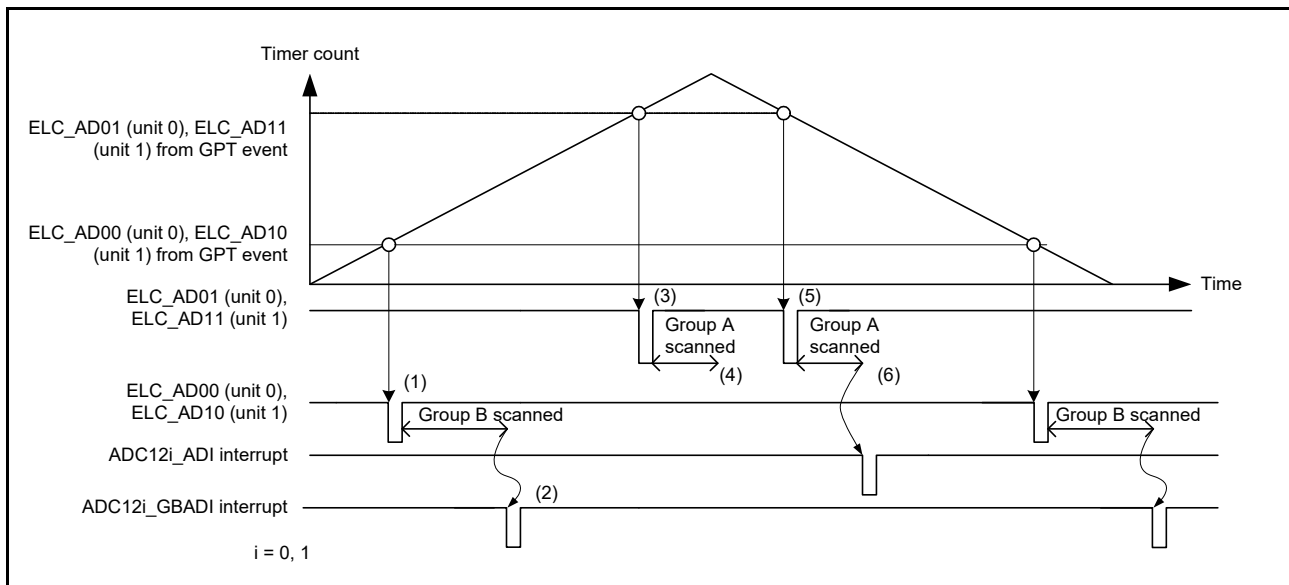 Timer count
ELC_AD01 (unit 0), ELC_AD11
(unit 1) from GPT event
ELC_AD00 (unit 0), ELC_AD10
(unit 1) from GPT event
Time
ELC_AD01 (unit 0),
ELC_AD11 (unit 1)
(3)
Group A
scanned
(4)
(5)
Group A
scanned
(6)
ELC_AD00 (unit 0),
ELC_AD10 (unit 1)
(1)
Group B scanned
Group B scanned
ADC12i_ADI interrupt
ADC12i_GBADI interrupt
(2)
i = 0, 1